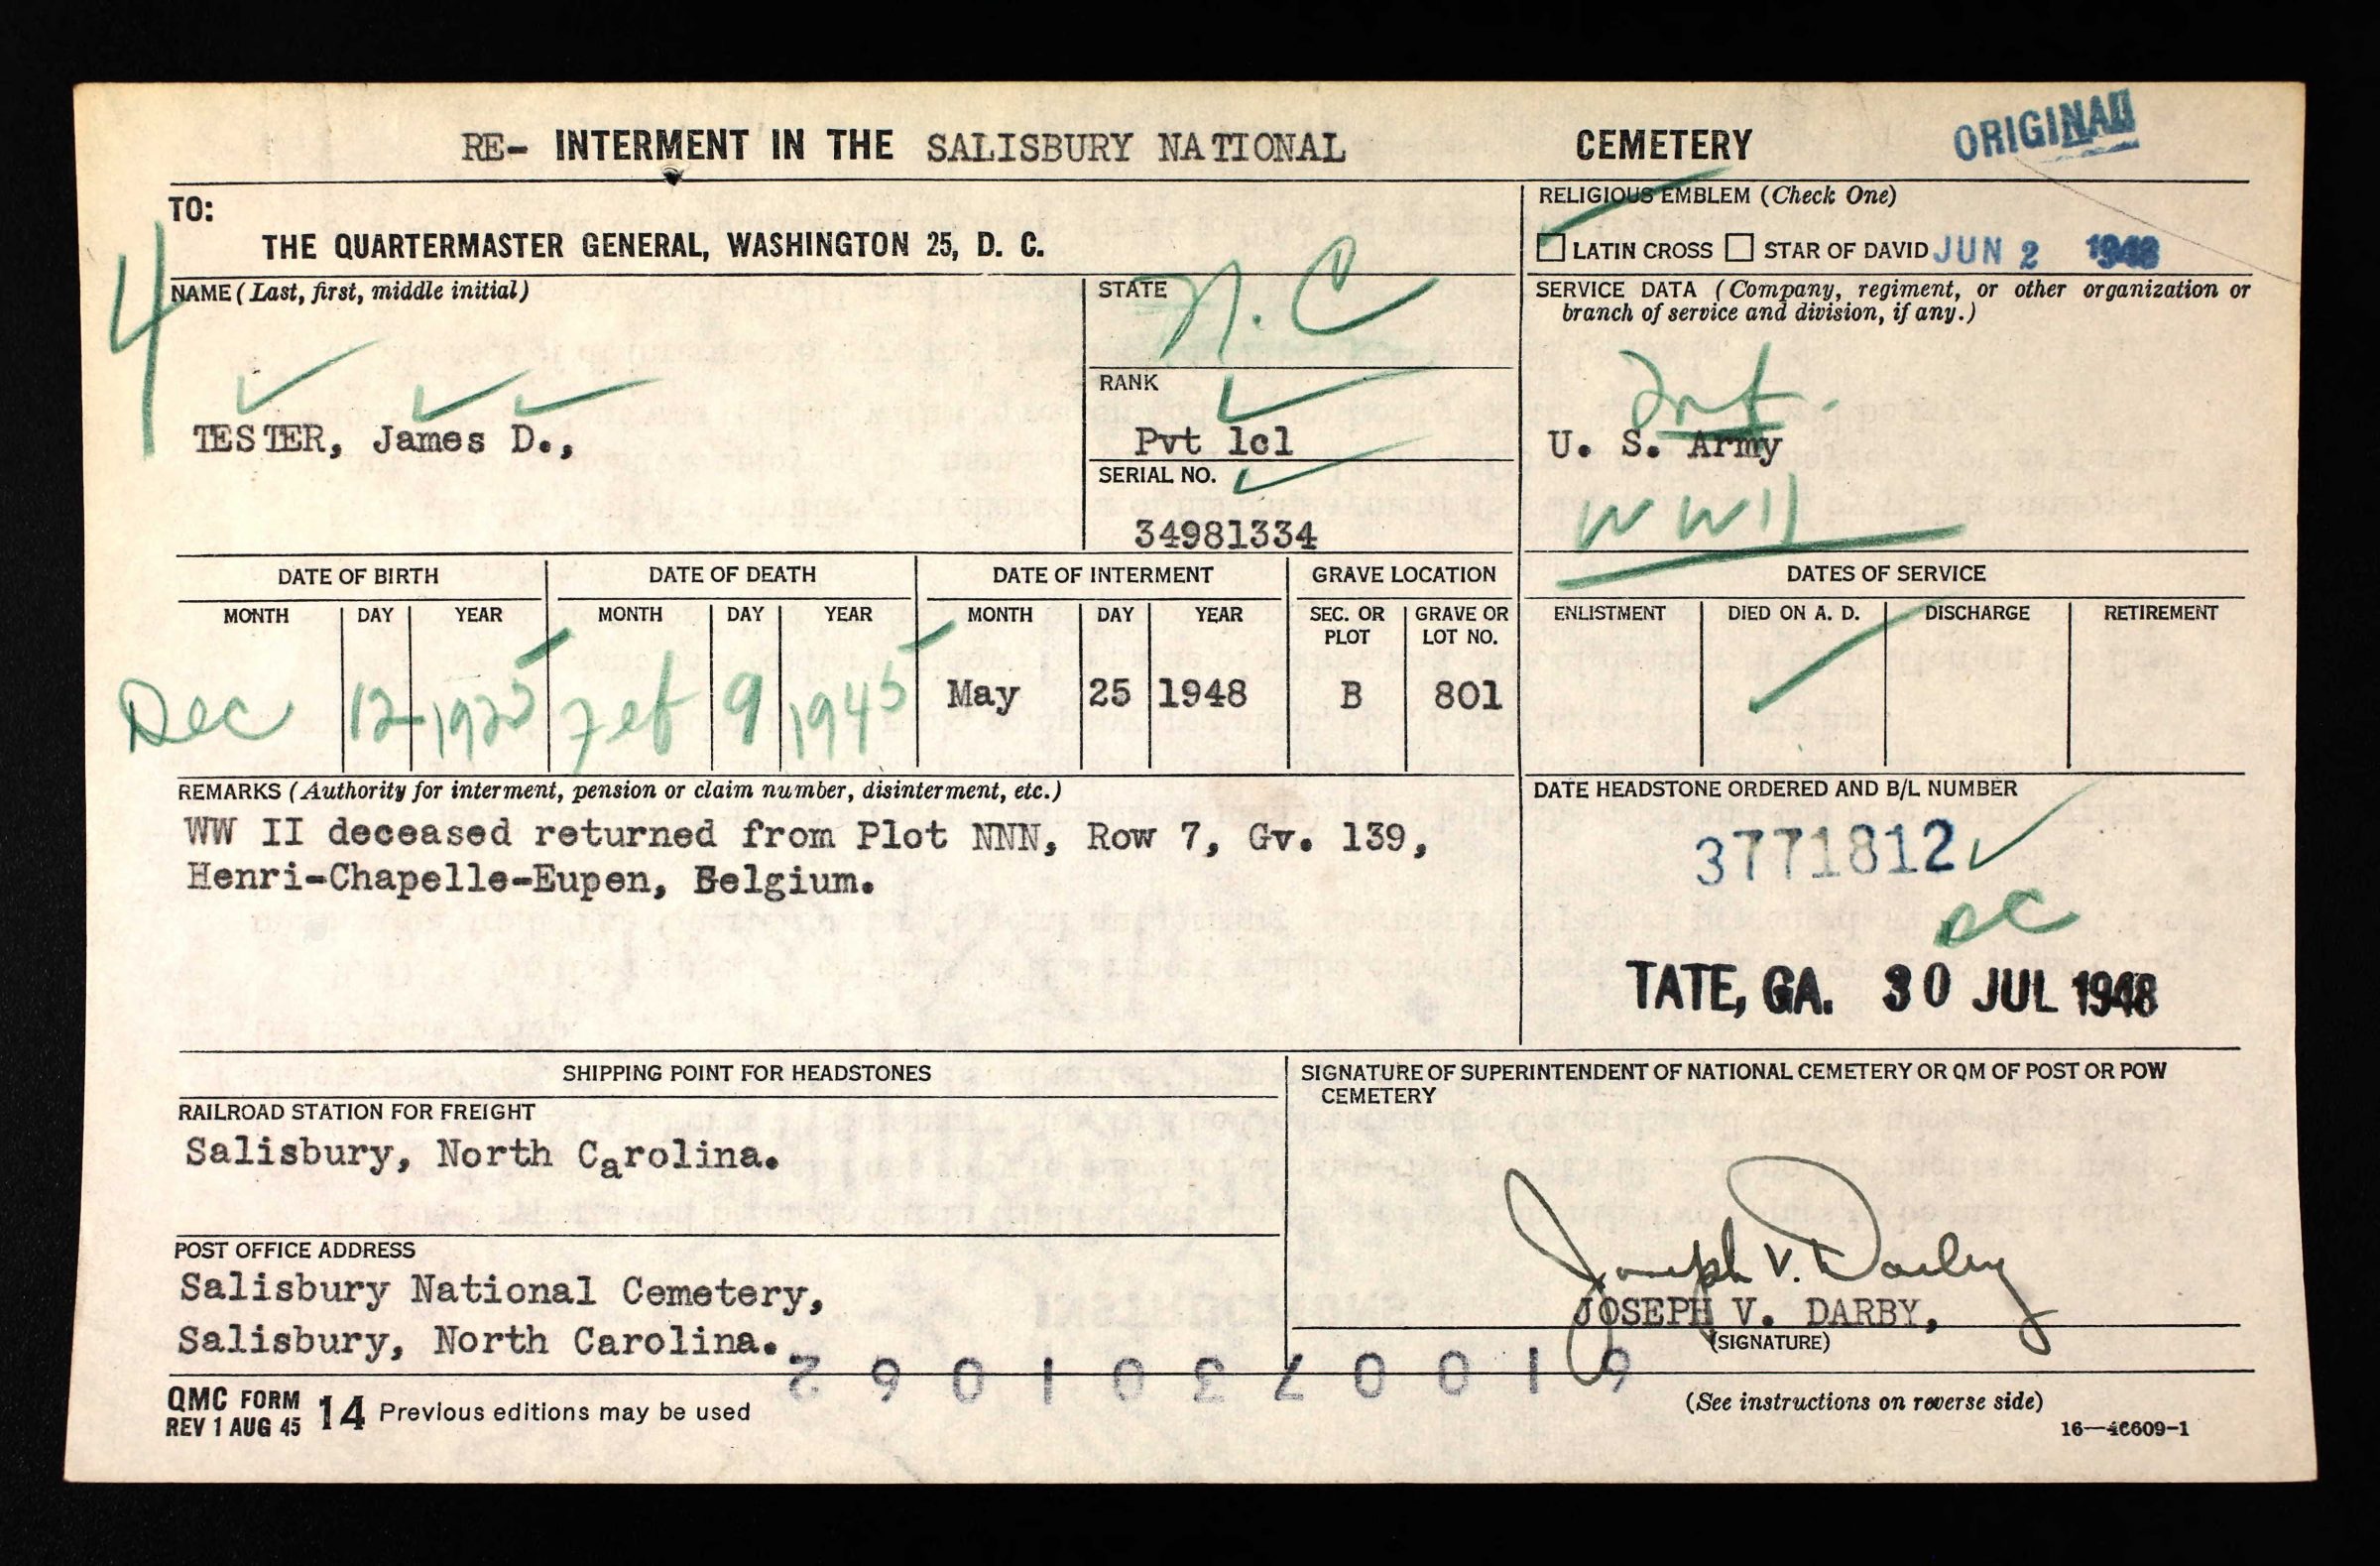 RE- INTERMENT IN THE SALISBURY NATIONAL CEMETERY
ORIGINAL
TO:
THE QUARTERMASTER GENERAL, WASHINGTON 25, D. C.
RELIGIOUS EMBLEM (Check One)
LATIN CROSS STAR OF DAVID JUN 2 1948
4
NAME (Last, first, middle initial)
TESTER, James D.,
STATE
N. C
RANK
Pvt lcl
SERIAL NO.
34981334
SERVICE DATA (Company, regiment, or other organization or
branch of service and division, if any.)
Inf.
U. S. Army
WWII
DATE OF BIRTH DATE OF DEATH DATE OF INTERMENT GRAVE LOCATION DATES OF SERVICE
MONTH DAY YEAR MONTH DAY YEAR MONTH DAY YEAR SEC. OR PLOT GRAVE OR LOT NO. ENLISTMENT DIED ON A. D. DISCHARGE RETIREMENT
Dec 12 1925 Feb 9 1945 May 25 1948 B 801
REMARKS (Authority for interment, pension or claim number, disinterment, etc.)
WW II deceased returned from Plot NNN, Row 7, Gv. 139,
Henri-Chapelle-Eupen, Belgium.
DATE HEADSTONE ORDERED AND B/L NUMBER
3771812
TATE, GA. 30 JUL 1948
SHIPPING POINT FOR HEADSTONES
RAILROAD STATION FOR FREIGHT
Salisbury, North Carolina.
POST OFFICE ADDRESS
Salisbury National Cemetery,
Salisbury, North Carolina.
SIGNATURE OF SUPERINTENDENT OF NATIONAL CEMETERY OR QM OF POST OR POW
CEMETERY
Joseph V. Darby
JOSEPH V. DARBY,
(SIGNATURE)
61007301062
QMC FORM
REV 1 AUG 45 14 Previous editions may be used
(See instructions on reverse side)
16—46609-1